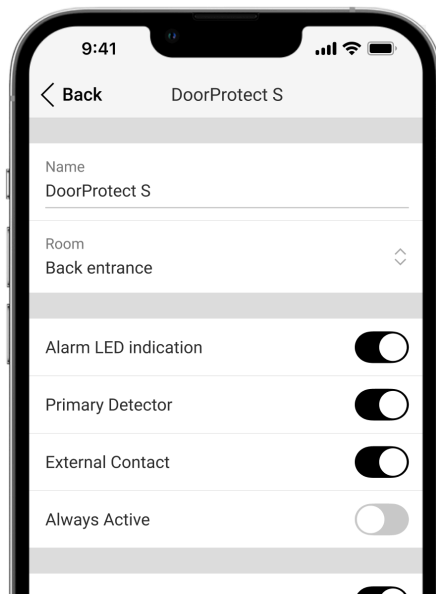 9:41
Back
DoorProtect S
Name
DoorProtect S
Room
Back entrance
Alarm LED indication
Primary Detector
External Contact
Always Active